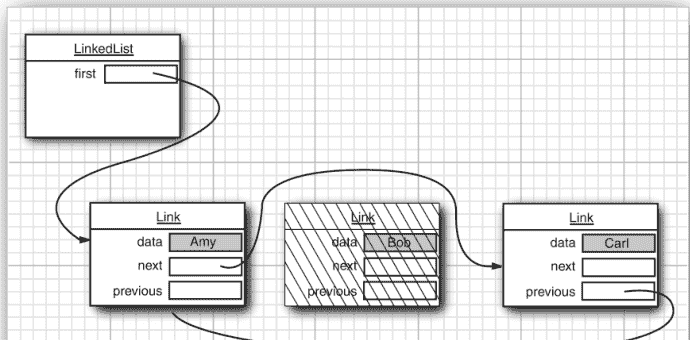 LinkedList
first
Link
data Amy
next
previous
Link
data Bob
next
previous
Link
data Carl
next
previous